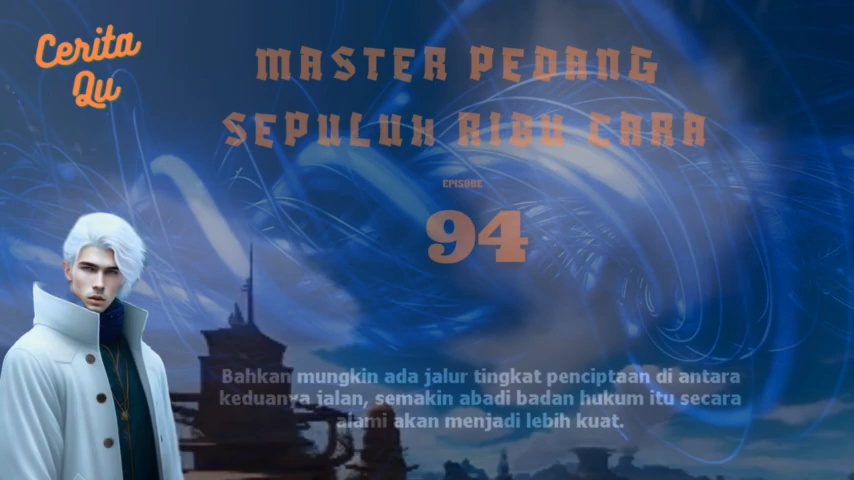 Cerita
Qu
MASTER PEDANG
SEPULUH RIBU CARA
EPISODE
94
Bahkan mungkin ada jalur tingkat penciptaan di antara
keduanya jalan, semakin abadi badan hukum itu secara
alami akan menjadi lebih kuat.